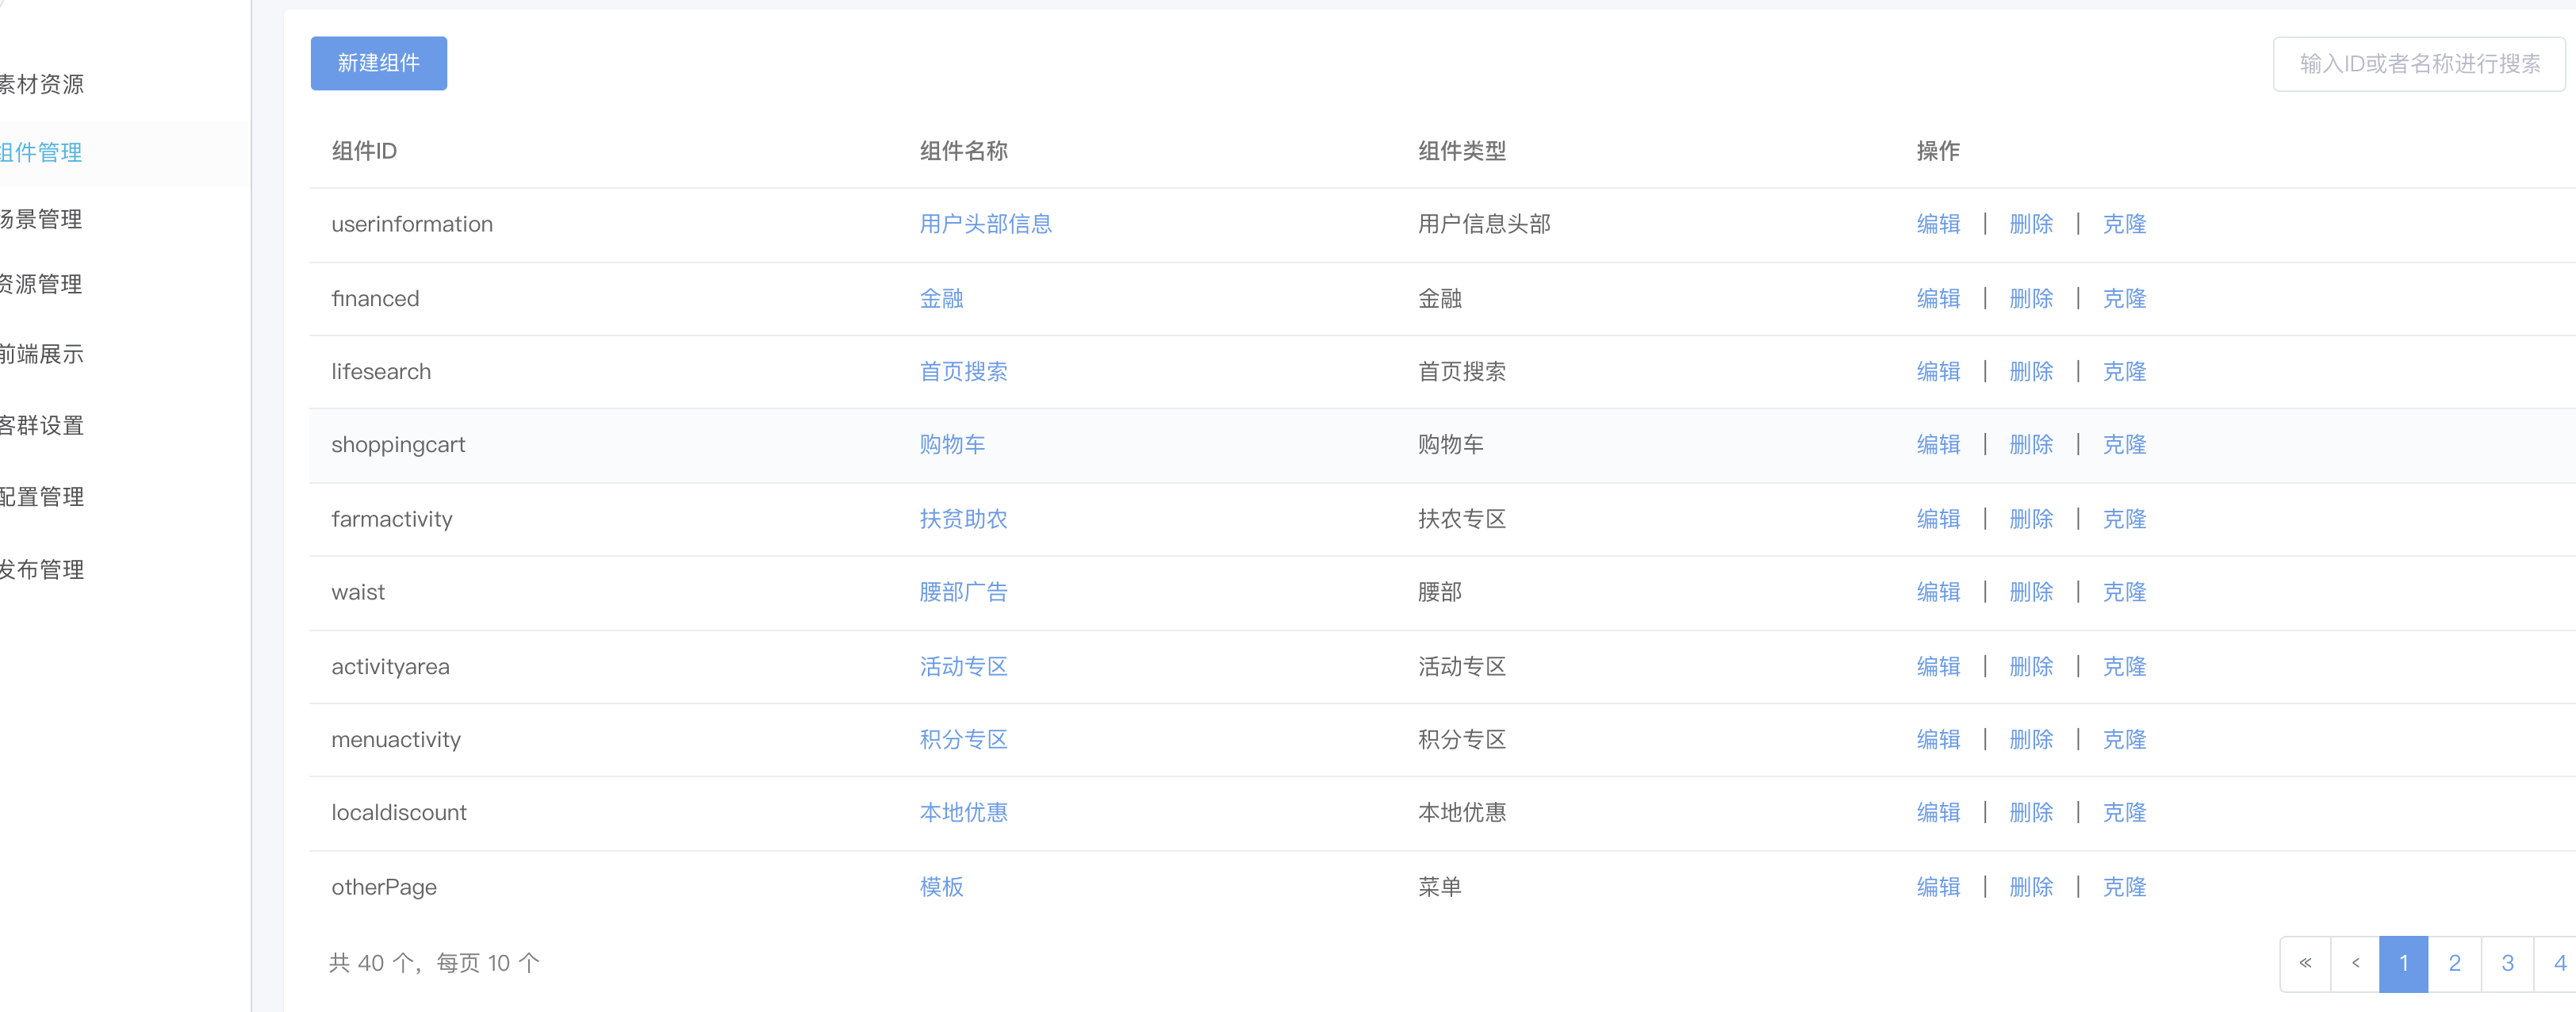 素材资源
组件管理
场景管理
资源管理
前端展示
客群设置
配置管理
发布管理
新建组件
输入ID或者名称进行搜索
组件ID 组件名称 组件类型 操作
userinformation 用户头部信息 用户信息头部 编辑 | 删除 | 克隆
financed 金融 金融 编辑 | 删除 | 克隆
lifesearch 首页搜索 首页搜索 编辑 | 删除 | 克隆
shoppingcart 购物车 购物车 编辑 | 删除 | 克隆
farmactivity 扶贫助农 扶农专区 编辑 | 删除 | 克隆
waist 腰部广告 腰部 编辑 | 删除 | 克隆
activityarea 活动专区 活动专区 编辑 | 删除 | 克隆
menuactivity 积分专区 积分专区 编辑 | 删除 | 克隆
localdiscount 本地优惠 本地优惠 编辑 | 删除 | 克隆
otherPage 模板 菜单 编辑 | 删除 | 克隆
共 40 个，每页 10 个
« < 1 2 3 4